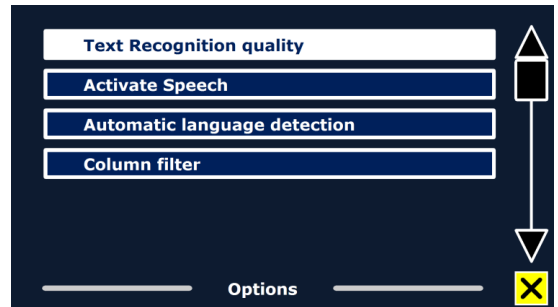 Text Recognition quality
Activate Speech
Automatic language detection
Column filter
Options